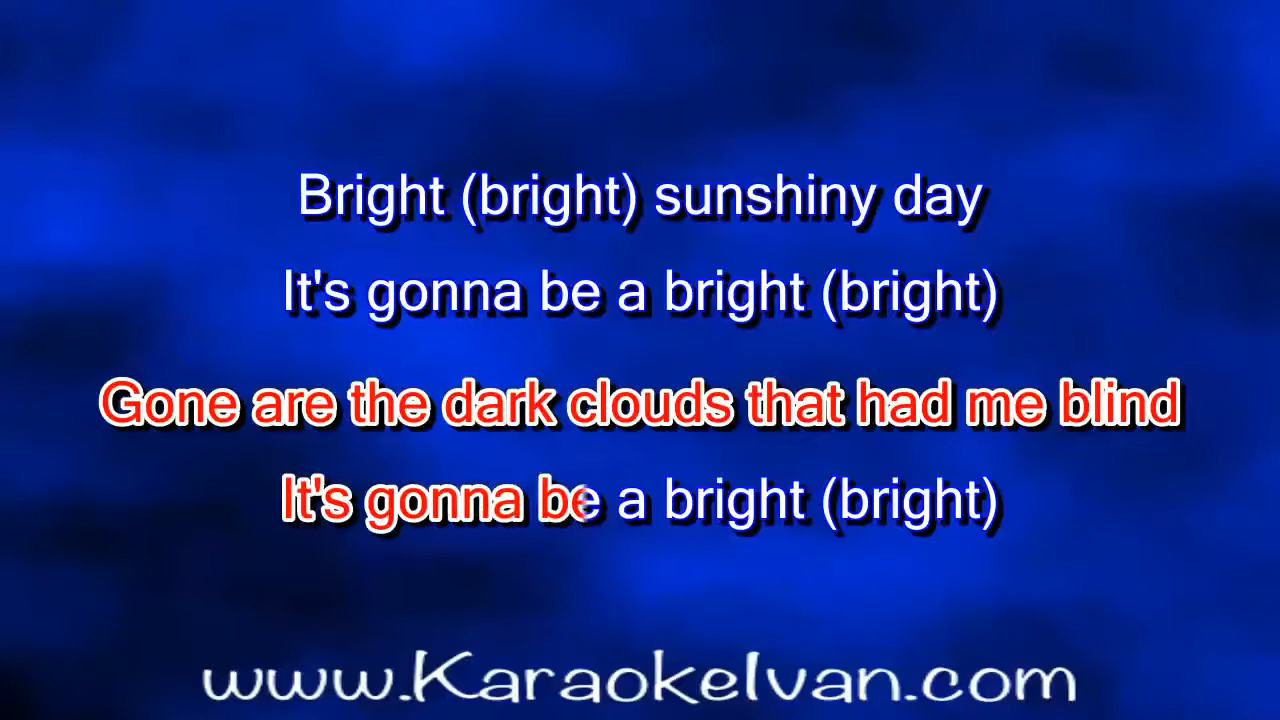 Bright (bright) sunshiny day
It's gonna be a bright (bright)
Gone are the dark clouds that had me blind
It's gonna be a bright (bright)
www.KaraokeIvan.com